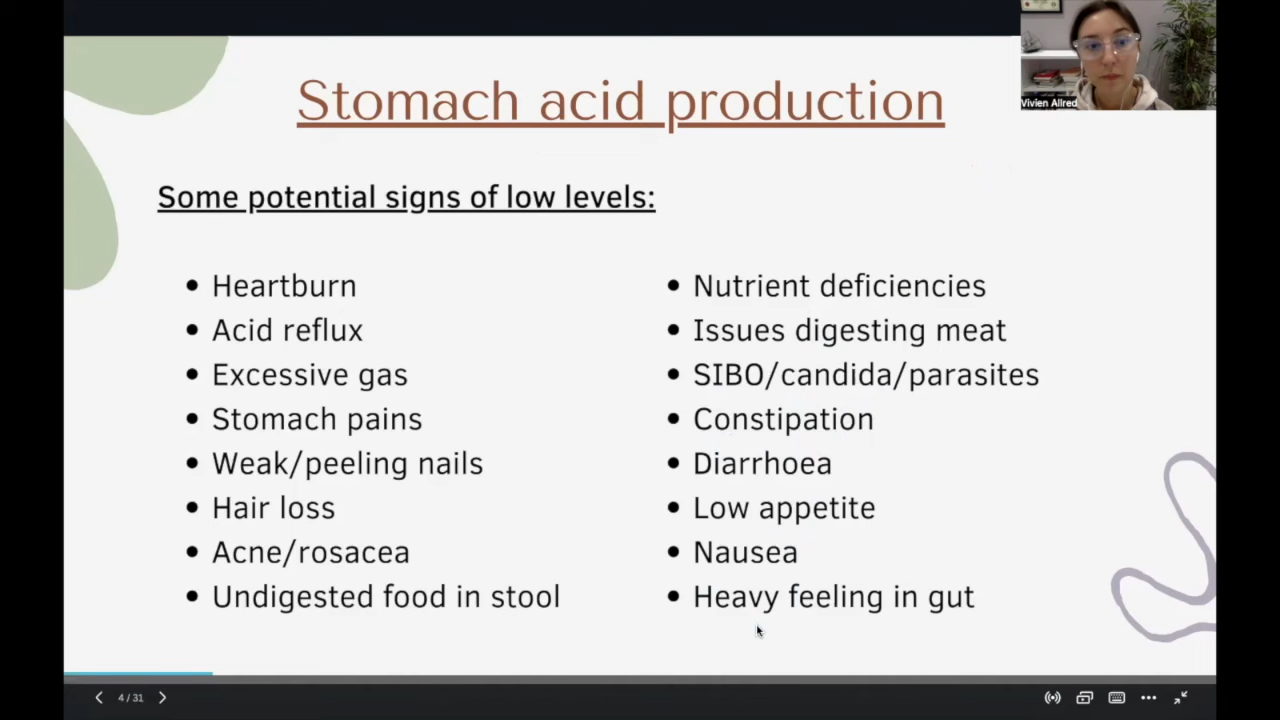 Stomach acid production
Vivien Allred
Some potential signs of low levels:
• Heartburn
• Acid reflux
• Excessive gas
• Stomach pains
• Weak/peeling nails
• Hair loss
• Acne/rosacea
• Undigested food in stool
• Nutrient deficiencies
• Issues digesting meat
• SIBO/candida/parasites
• Constipation
• Diarrhoea
• Low appetite
• Nausea
• Heavy feeling in gut
4 / 31